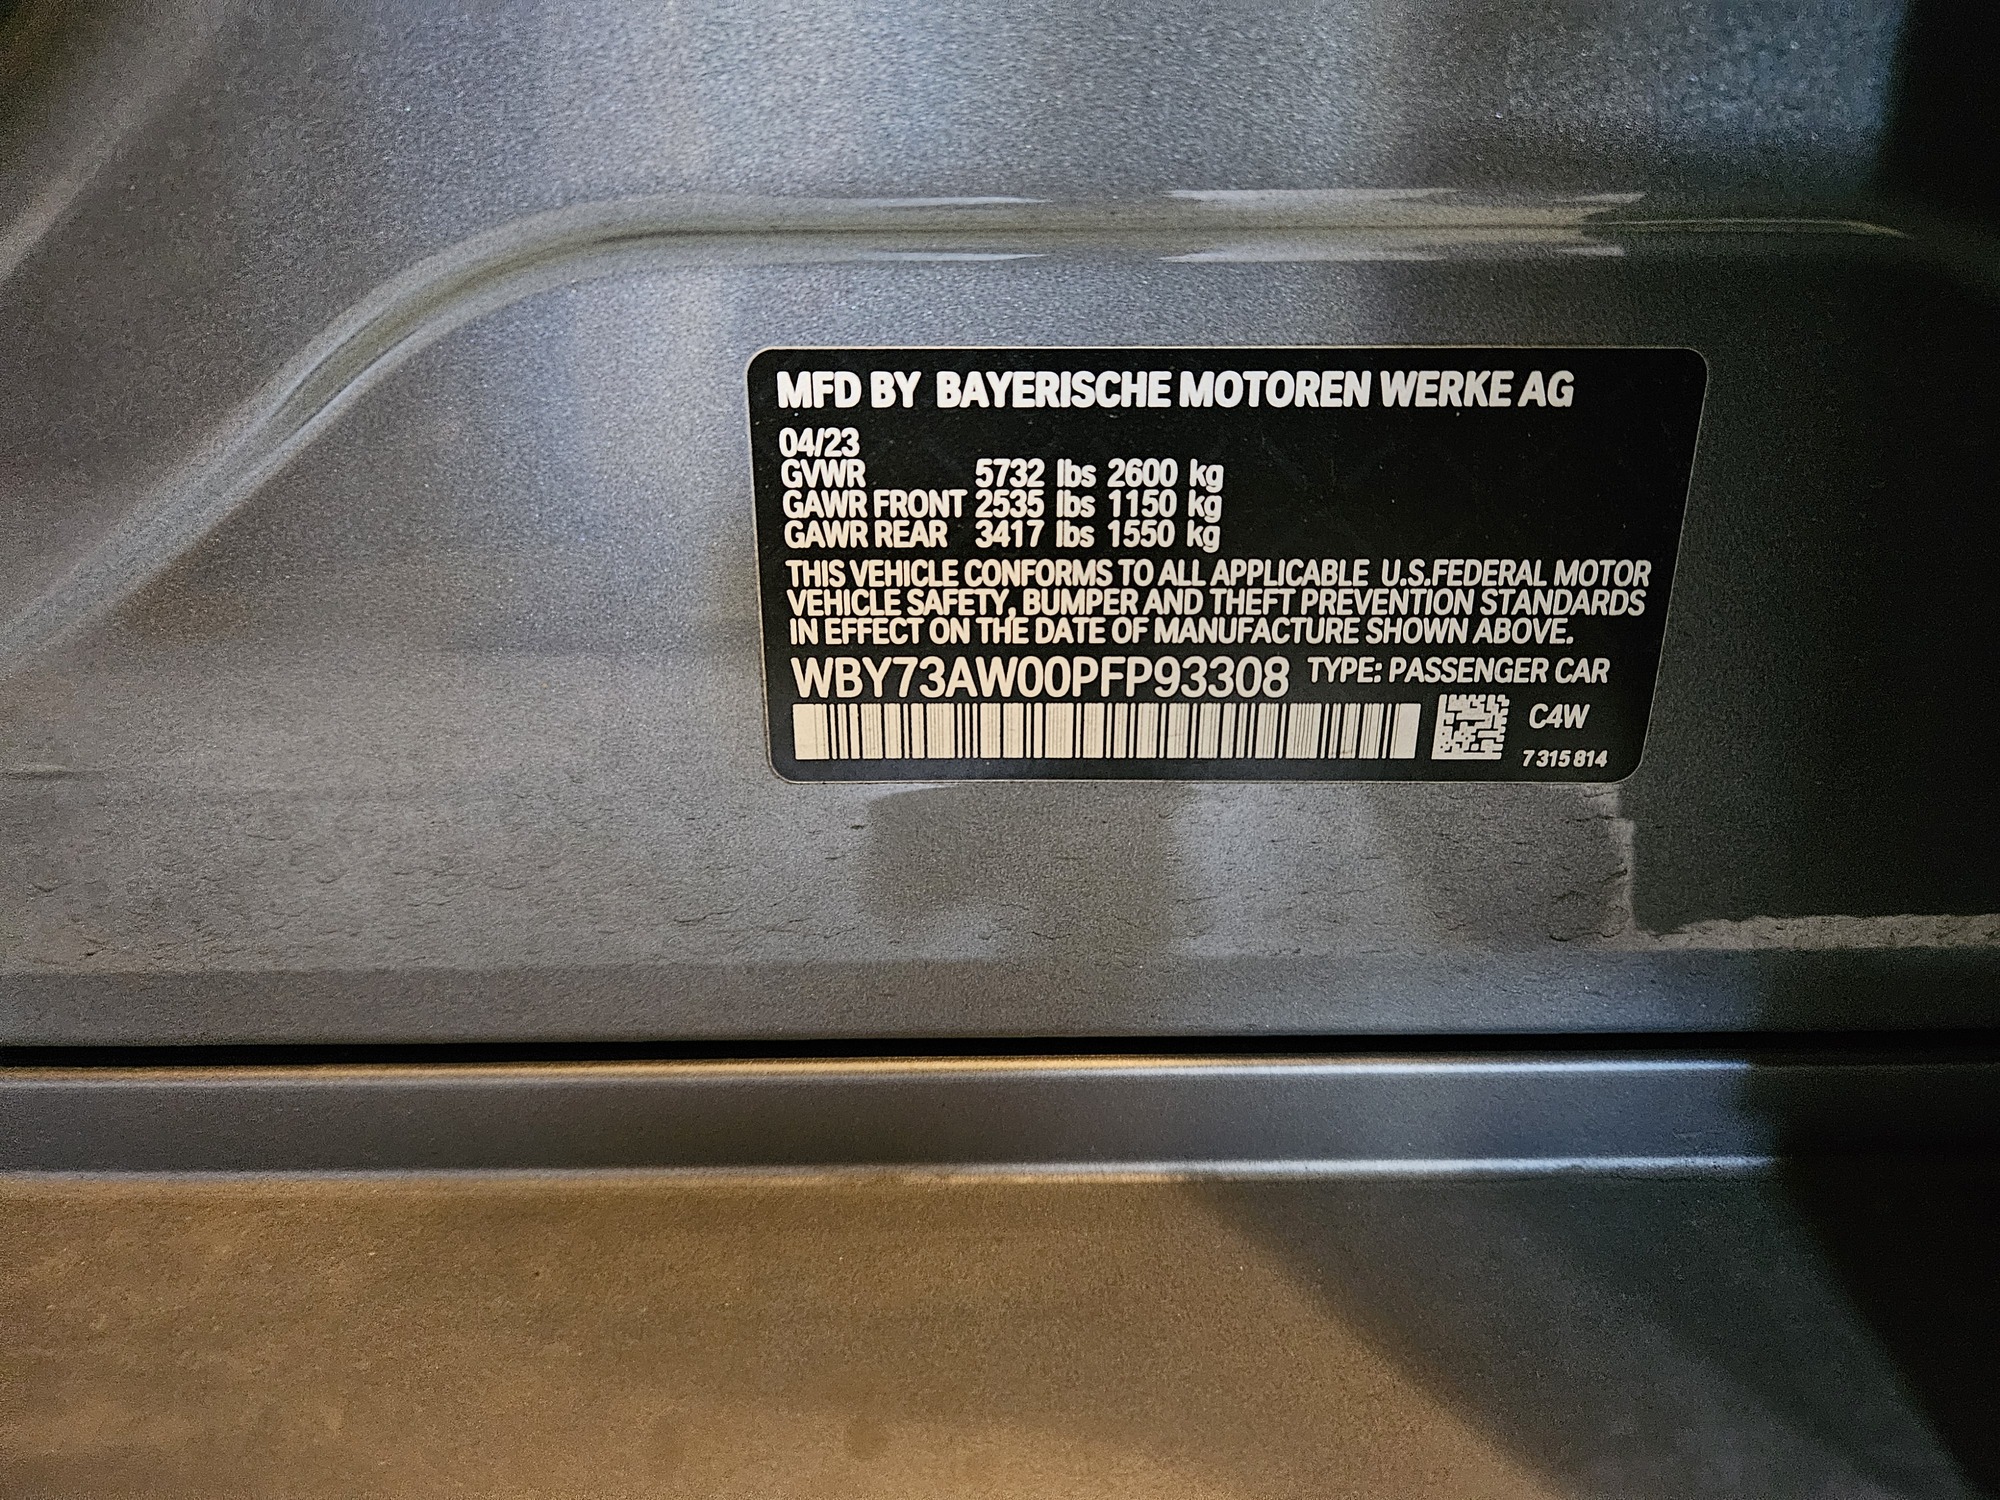 MFD BY BAYERISCHE MOTOREN WERKE AG
04/23
GVWR 5732 lbs 2600 kg
GAWR FRONT 2535 lbs 1150 kg
GAWR REAR 3417 lbs 1550 kg
THIS VEHICLE CONFORMS TO ALL APPLICABLE U.S.FEDERAL MOTOR
VEHICLE SAFETY, BUMPER AND THEFT PREVENTION STANDARDS
IN EFFECT ON THE DATE OF MANUFACTURE SHOWN ABOVE.
WBY73AW00PFP93308 TYPE: PASSENGER CAR
C4W
7 315 814